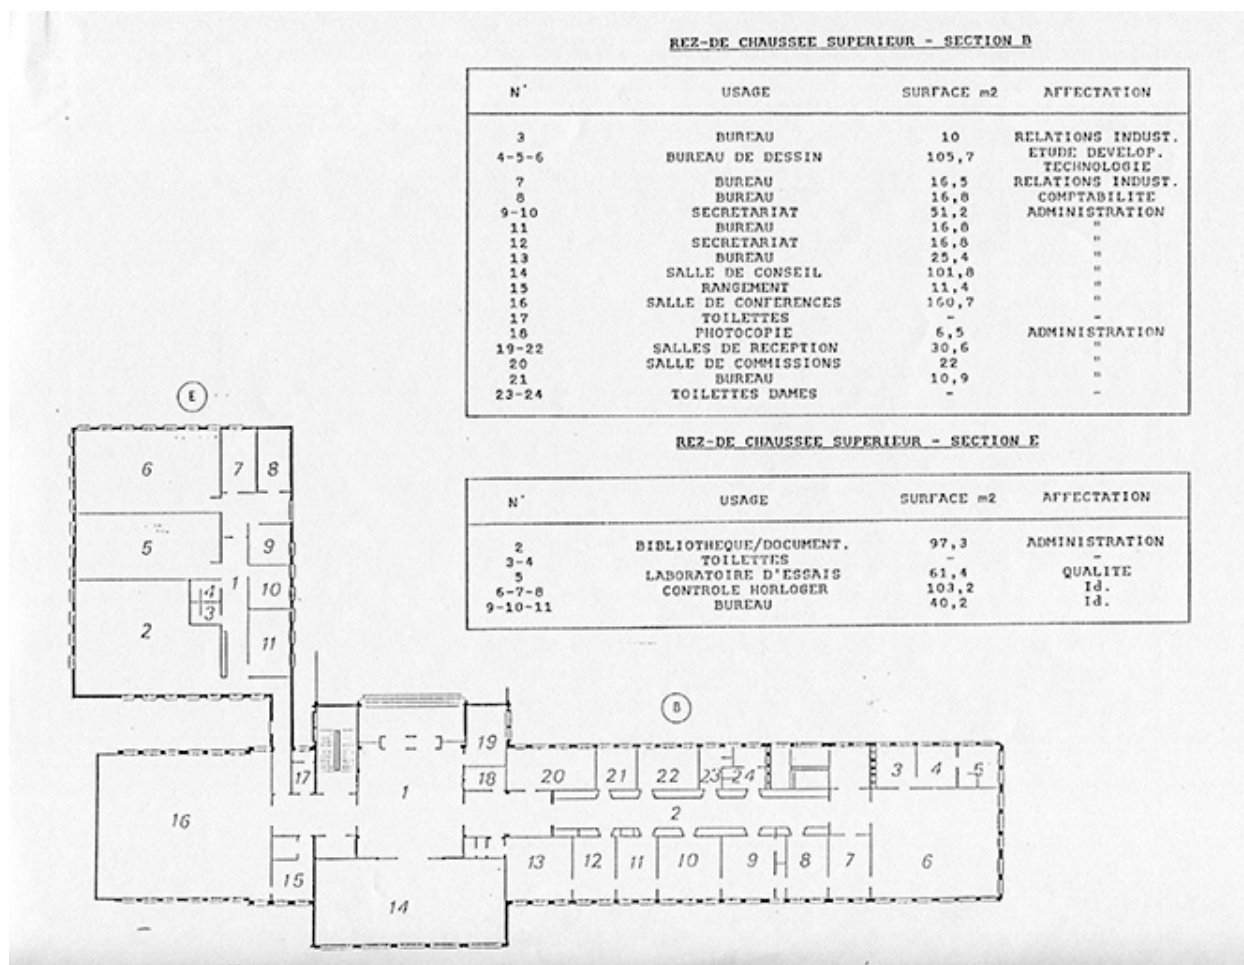 REZ-DE CHAUSSEE SUPERIEUR - SECTION B
N° USAGE SURFACE m2 AFFECTATION
3 BUREAU 10 RELATIONS INDUST.
4-5-6 BUREAU DE DESSIN 105,7 ETUDE DEVELOP.
TECHNOLOGIE
7 BUREAU 16,5 RELATIONS INDUST.
8 BUREAU 16,8 COMPTABILITE
9-10 SECRETARIAT 51,2 ADMINISTRATION
11 BUREAU 16,8 "
12 SECRETARIAT 16,8 "
13 BUREAU 25,4 "
14 SALLE DE CONSEIL 101,8 "
15 RANGEMENT 11,4 "
16 SALLE DE CONFERENCES 160,7 "
17 TOILETTES - -
18 PHOTOCOPIE 6,5 ADMINISTRATION
19-22 SALLES DE RECEPTION 30,6 "
20 SALLE DE COMMISSIONS 22 "
21 BUREAU 10,9 "
23-24 TOILETTES DAMES - -
REZ-DE CHAUSSEE SUPERIEUR - SECTION E
N° USAGE SURFACE m2 AFFECTATION
2 BIBLIOTHEQUE/DOCUMENT. 97,3 ADMINISTRATION
3-4 TOILETTES - -
5 LABORATOIRE D'ESSAIS 61,4 QUALITE
6-7-8 CONTROLE HORLOGER 103,2 Id.
9-10-11 BUREAU 40,2 Id.
E
6 7 8
5 9
1 4 10
3
2 11
B
19
17 1 18 20 21 22 23 24 3 4 5
16 2
15 14 13 12 11 10 9 8 7 6